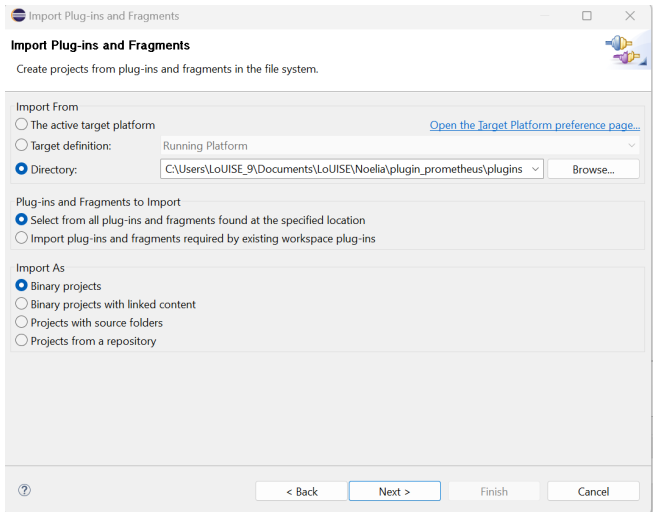 Import Plug-ins and Fragments
Import Plug-ins and Fragments
Create projects from plug-ins and fragments in the file system.
Import From
The active target platform
Open the Target Platform preference page...
Target definition:
Running Platform
Directory:
C:\Users\LoUISE_9\Documents\LoUISE\Noelia\plugin_prometheus\plugins
Browse...
Plug-ins and Fragments to Import
Select from all plug-ins and fragments found at the specified location
Import plug-ins and fragments required by existing workspace plug-ins
Import As
Binary projects
Binary projects with linked content
Projects with source folders
Projects from a repository
?
< Back
Next >
Finish
Cancel